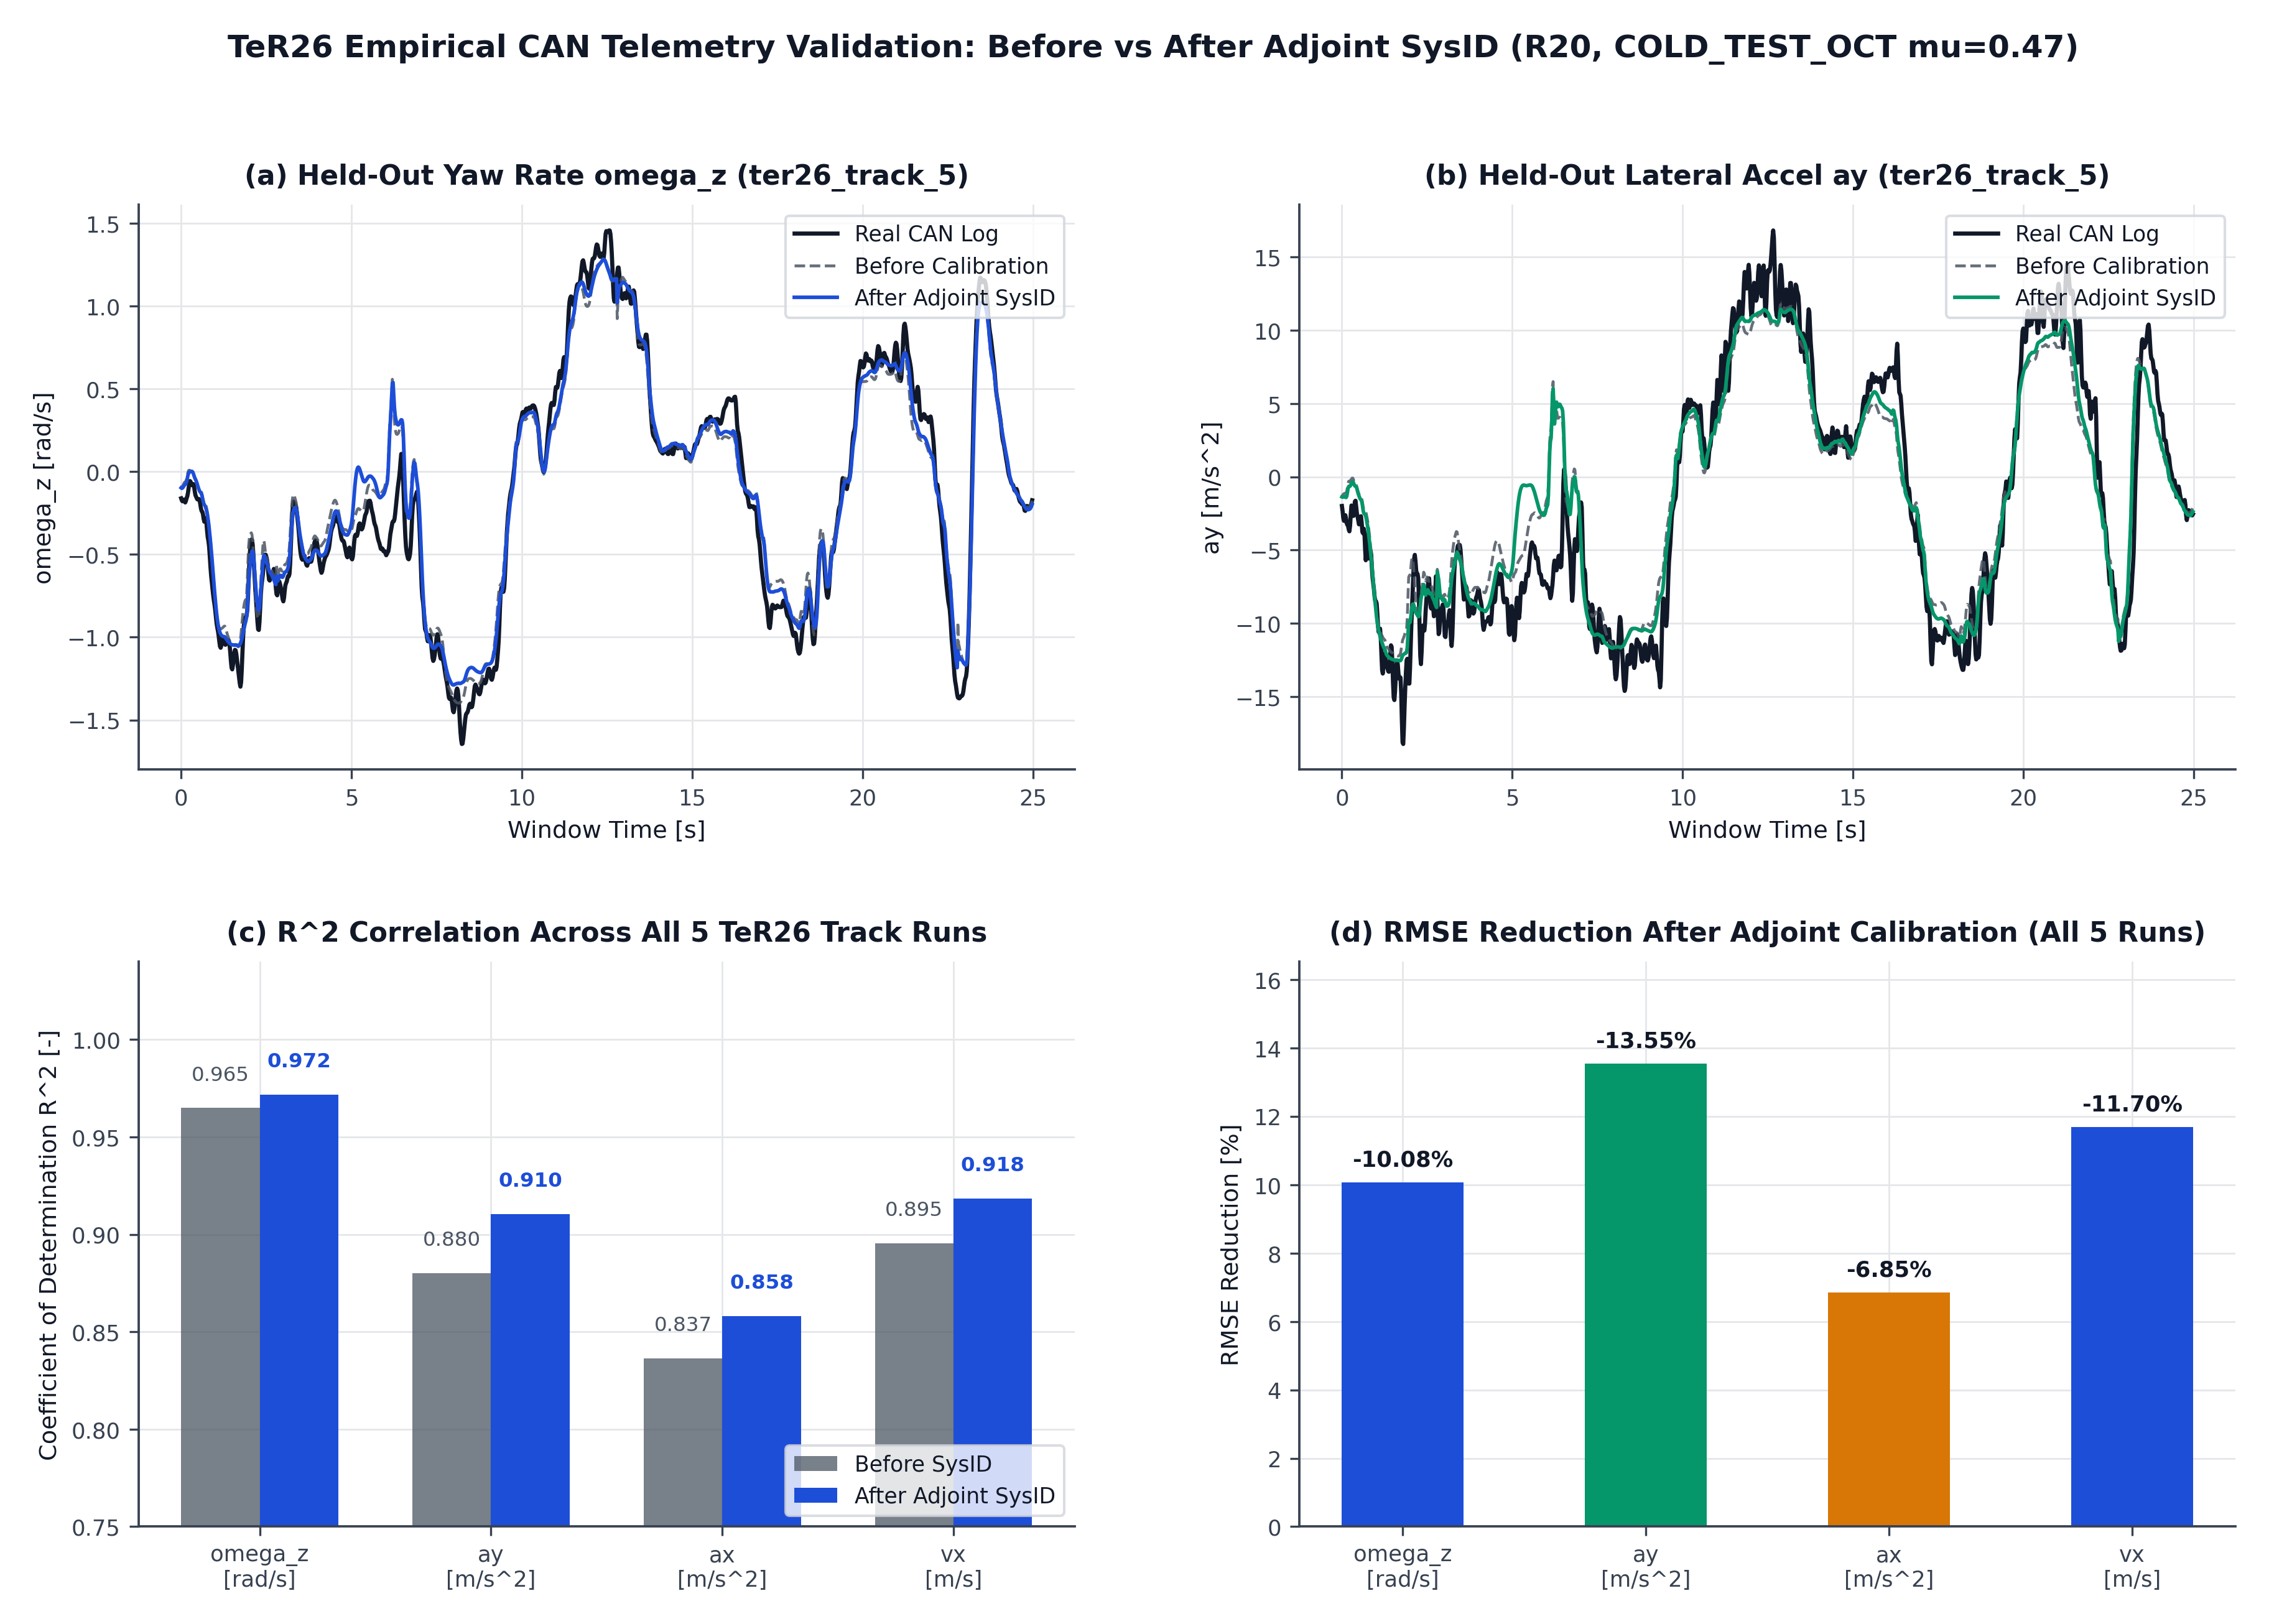 TeR26 Empirical CAN Telemetry Validation: Before vs After Adjoint SysID (R20, COLD_TEST_OCT mu=0.47)
(a) Held-Out Yaw Rate omega_z (ter26_track_5)
omega_z [rad/s]
1.5
1.0
0.5
0.0
−0.5
−1.0
−1.5
Real CAN Log
Before Calibration
After Adjoint SysID
0 5 10 15 20 25
Window Time [s]
(b) Held-Out Lateral Accel ay (ter26_track_5)
ay [m/s^2]
15
10
5
0
−5
−10
−15
Real CAN Log
Before Calibration
After Adjoint SysID
0 5 10 15 20 25
Window Time [s]
(c) R^2 Correlation Across All 5 TeR26 Track Runs
Coefficient of Determination R^2 [-]
1.00
0.95
0.90
0.85
0.80
0.75
0.965
0.972
0.880
0.910
0.837
0.858
0.895
0.918
Before SysID
After Adjoint SysID
omega_z ay ax vx
[rad/s] [m/s^2] [m/s^2] [m/s]
(d) RMSE Reduction After Adjoint Calibration (All 5 Runs)
RMSE Reduction [%]
16
14
12
10
8
6
4
2
0
-10.08%
-13.55%
-6.85%
-11.70%
omega_z ay ax vx
[rad/s] [m/s^2] [m/s^2] [m/s]